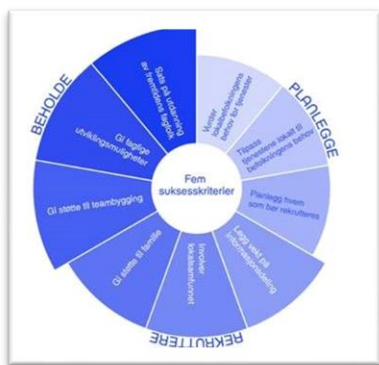 Fem
suksesskriterier
PLANLEGGE
Vurder
lokalbefolkningens
behov for tjenester
Tilpass
tjenestene lokalt til
befolkningens behov
Planlegg hvem
som bør rekrutteres
REKRUTTERE
Legg vekt på
informasjonsdeling
Involver
lokalsamfunnet
Gi støtte til familie
BEHOLDE
Gi støtte til teambygging
Gi faglige
utviklingsmuligheter
Sats på utdanning
av fremtidens fagfolk